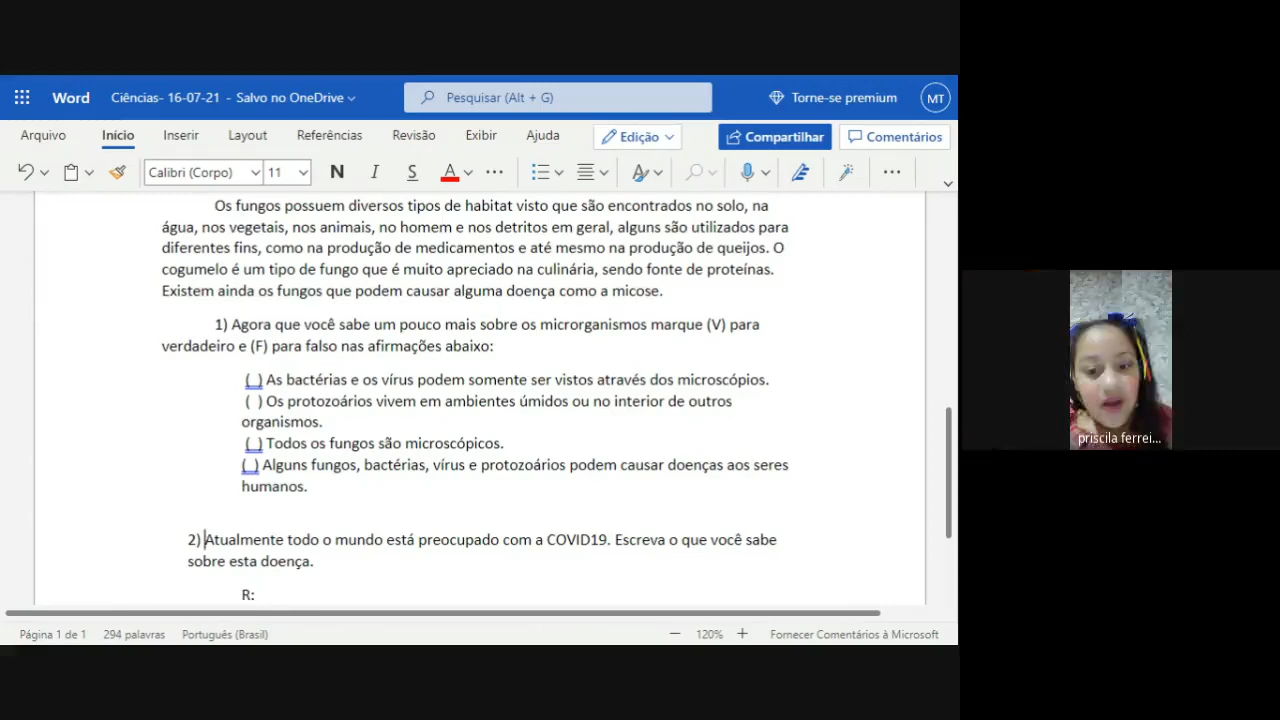 Word Ciências- 16-07-21 - Salvo no OneDrive Pesquisar (Alt + G) Torne-se premium MT
Arquivo Início Inserir Layout Referências Revisão Exibir Ajuda Edição Compartilhar Comentários
Calibri (Corpo) 11 N I S A ... ...
Os fungos possuem diversos tipos de habitat visto que são encontrados no solo, na
água, nos vegetais, nos animais, no homem e nos detritos em geral, alguns são utilizados para
diferentes fins, como na produção de medicamentos e até mesmo na produção de queijos. O
cogumelo é um tipo de fungo que é muito apreciado na culinária, sendo fonte de proteínas.
Existem ainda os fungos que podem causar alguma doença como a micose.
1) Agora que você sabe um pouco mais sobre os microrganismos marque (V) para
verdadeiro e (F) para falso nas afirmações abaixo:
( ) As bactérias e os vírus podem somente ser vistos através dos microscópios.
( ) Os protozoários vivem em ambientes úmidos ou no interior de outros
organismos.
( ) Todos os fungos são microscópicos.
( ) Alguns fungos, bactérias, vírus e protozoários podem causar doenças aos seres
humanos.
2) Atualmente todo o mundo está preocupado com a COVID19. Escreva o que você sabe
sobre esta doença.
R:
Página 1 de 1 294 palavras Português (Brasil) 120% Fornecer Comentários à Microsoft
priscila ferrei...